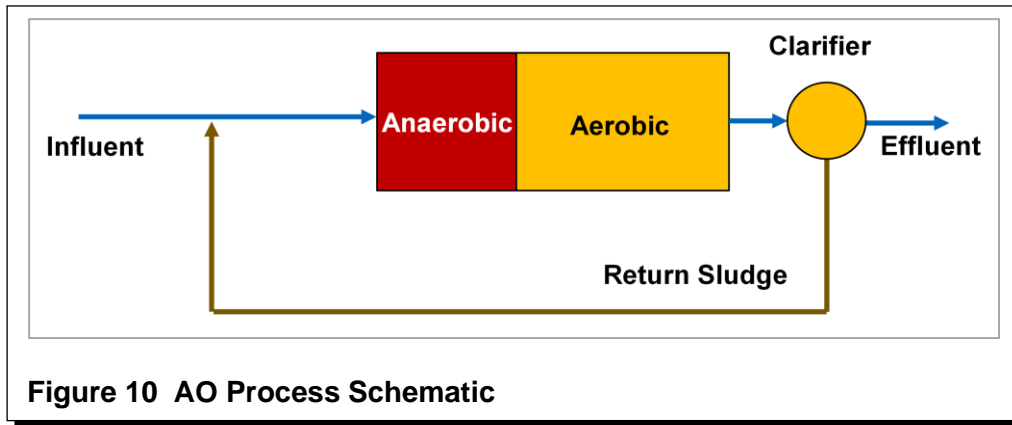 Clarifier
Influent
Anaerobic
Aerobic
Effluent
Return Sludge
Figure 10 AO Process Schematic